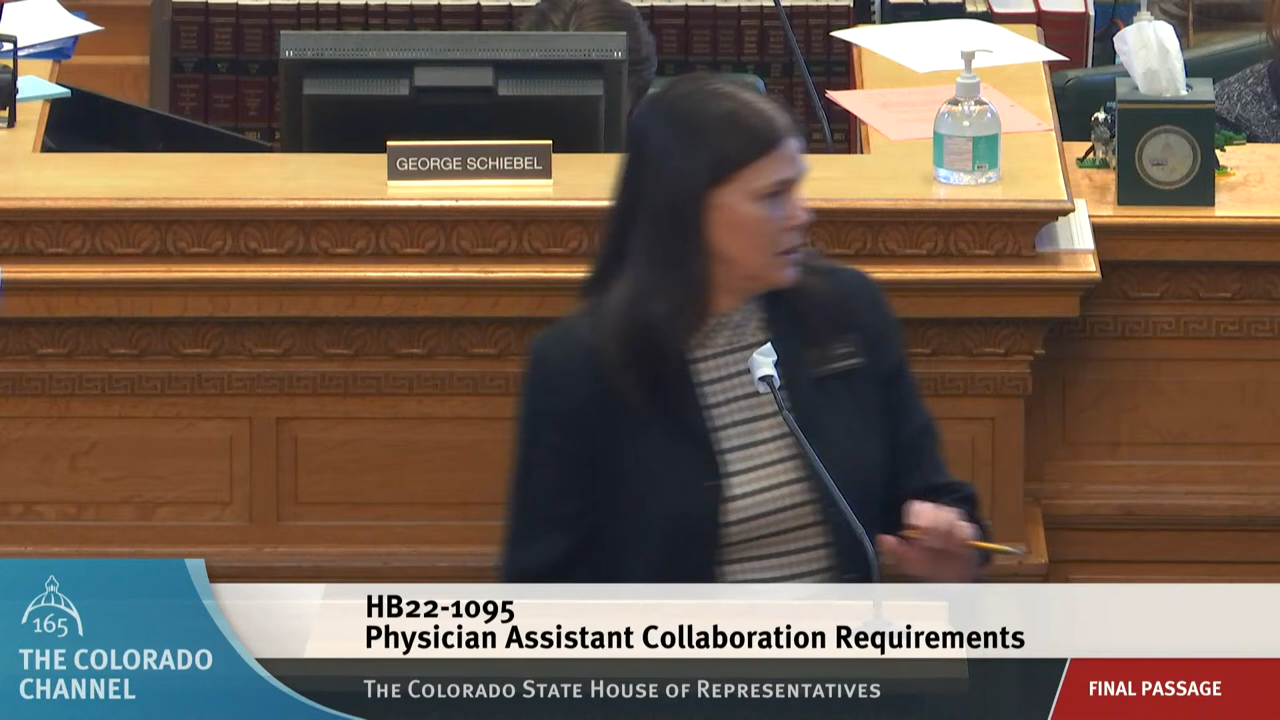 GEORGE SCHIEBEL
165
THE COLORADO
CHANNEL
HB22-1095
Physician Assistant Collaboration Requirements
The Colorado State House of Representatives
FINAL PASSAGE